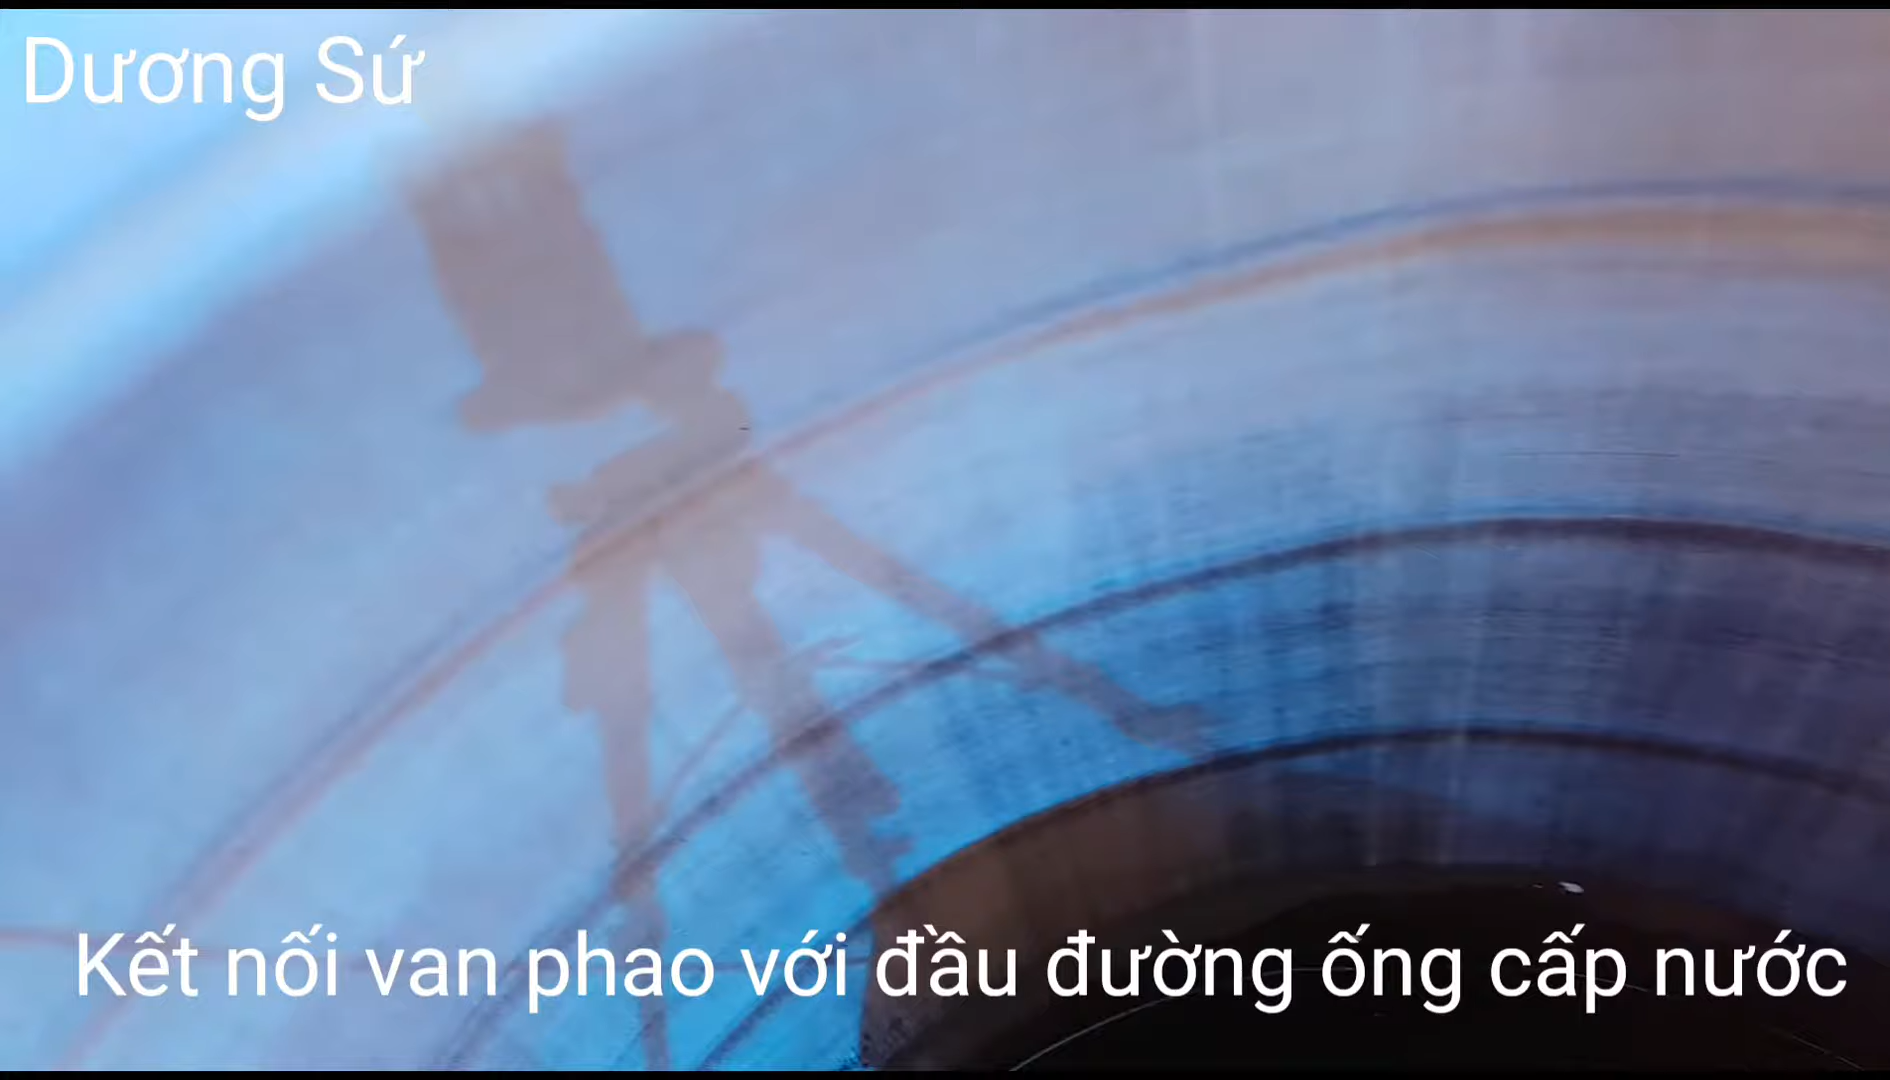 Dương Sứ
Kết nối van phao với đầu đường ống cấp nước